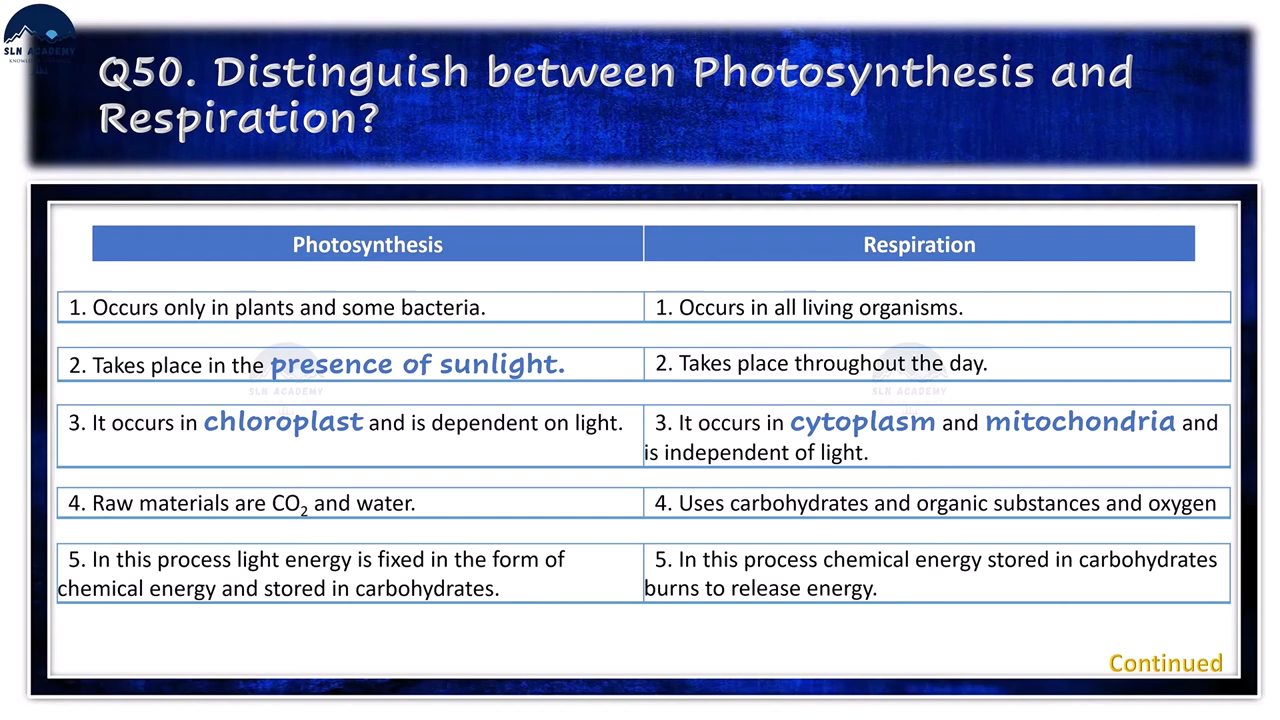 SLN ACADEMY
Q50. Distinguish between Photosynthesis and
Respiration?
Photosynthesis
Respiration
1. Occurs only in plants and some bacteria.
1. Occurs in all living organisms.
2. Takes place in the presence of sunlight.
2. Takes place throughout the day.
3. It occurs in chloroplast and is dependent on light.
3. It occurs in cytoplasm and mitochondria and
is independent of light.
4. Raw materials are CO₂ and water.
4. Uses carbohydrates and organic substances and oxygen
5. In this process light energy is fixed in the form of
chemical energy and stored in carbohydrates.
5. In this process chemical energy stored in carbohydrates
burns to release energy.
SLN ACADEMY
SLN ACADEMY
Continued